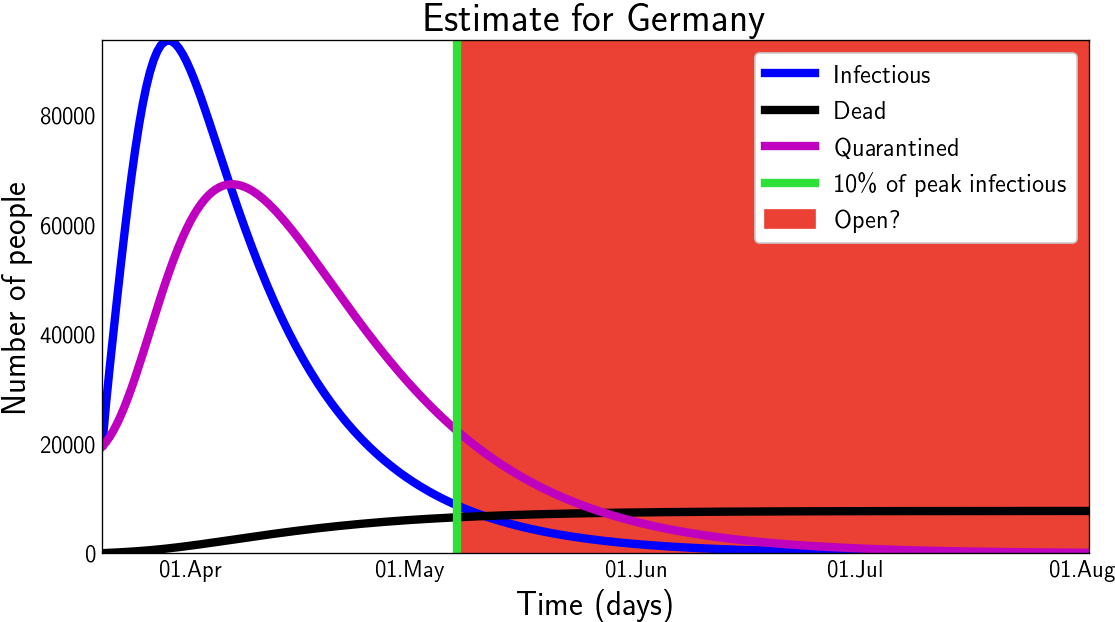 Estimate for Germany
Infectious
Dead
Quarantined
10% of peak infectious
Open?
Number of people
80000
60000
40000
20000
0
01.Apr
01.May
01.Jun
01.Jul
01.Aug
Time (days)